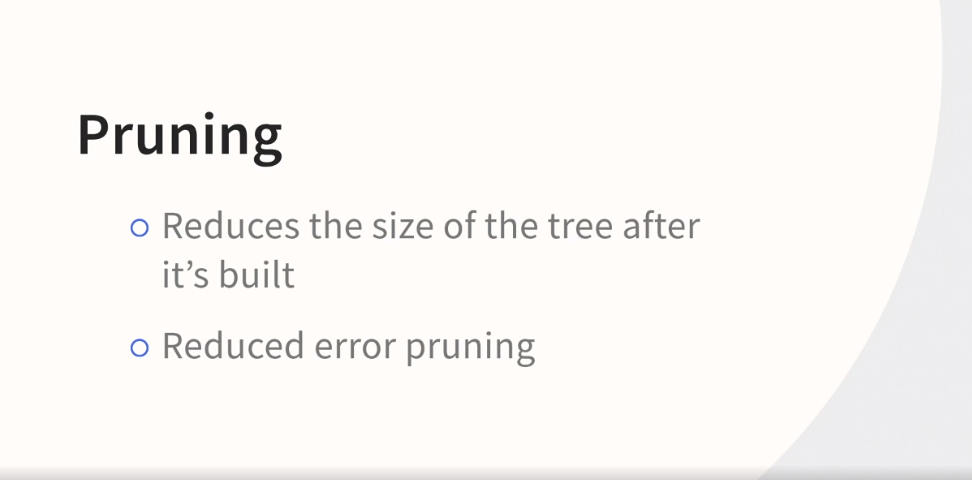 Pruning
Reduces the size of the tree after
it’s built
Reduced error pruning